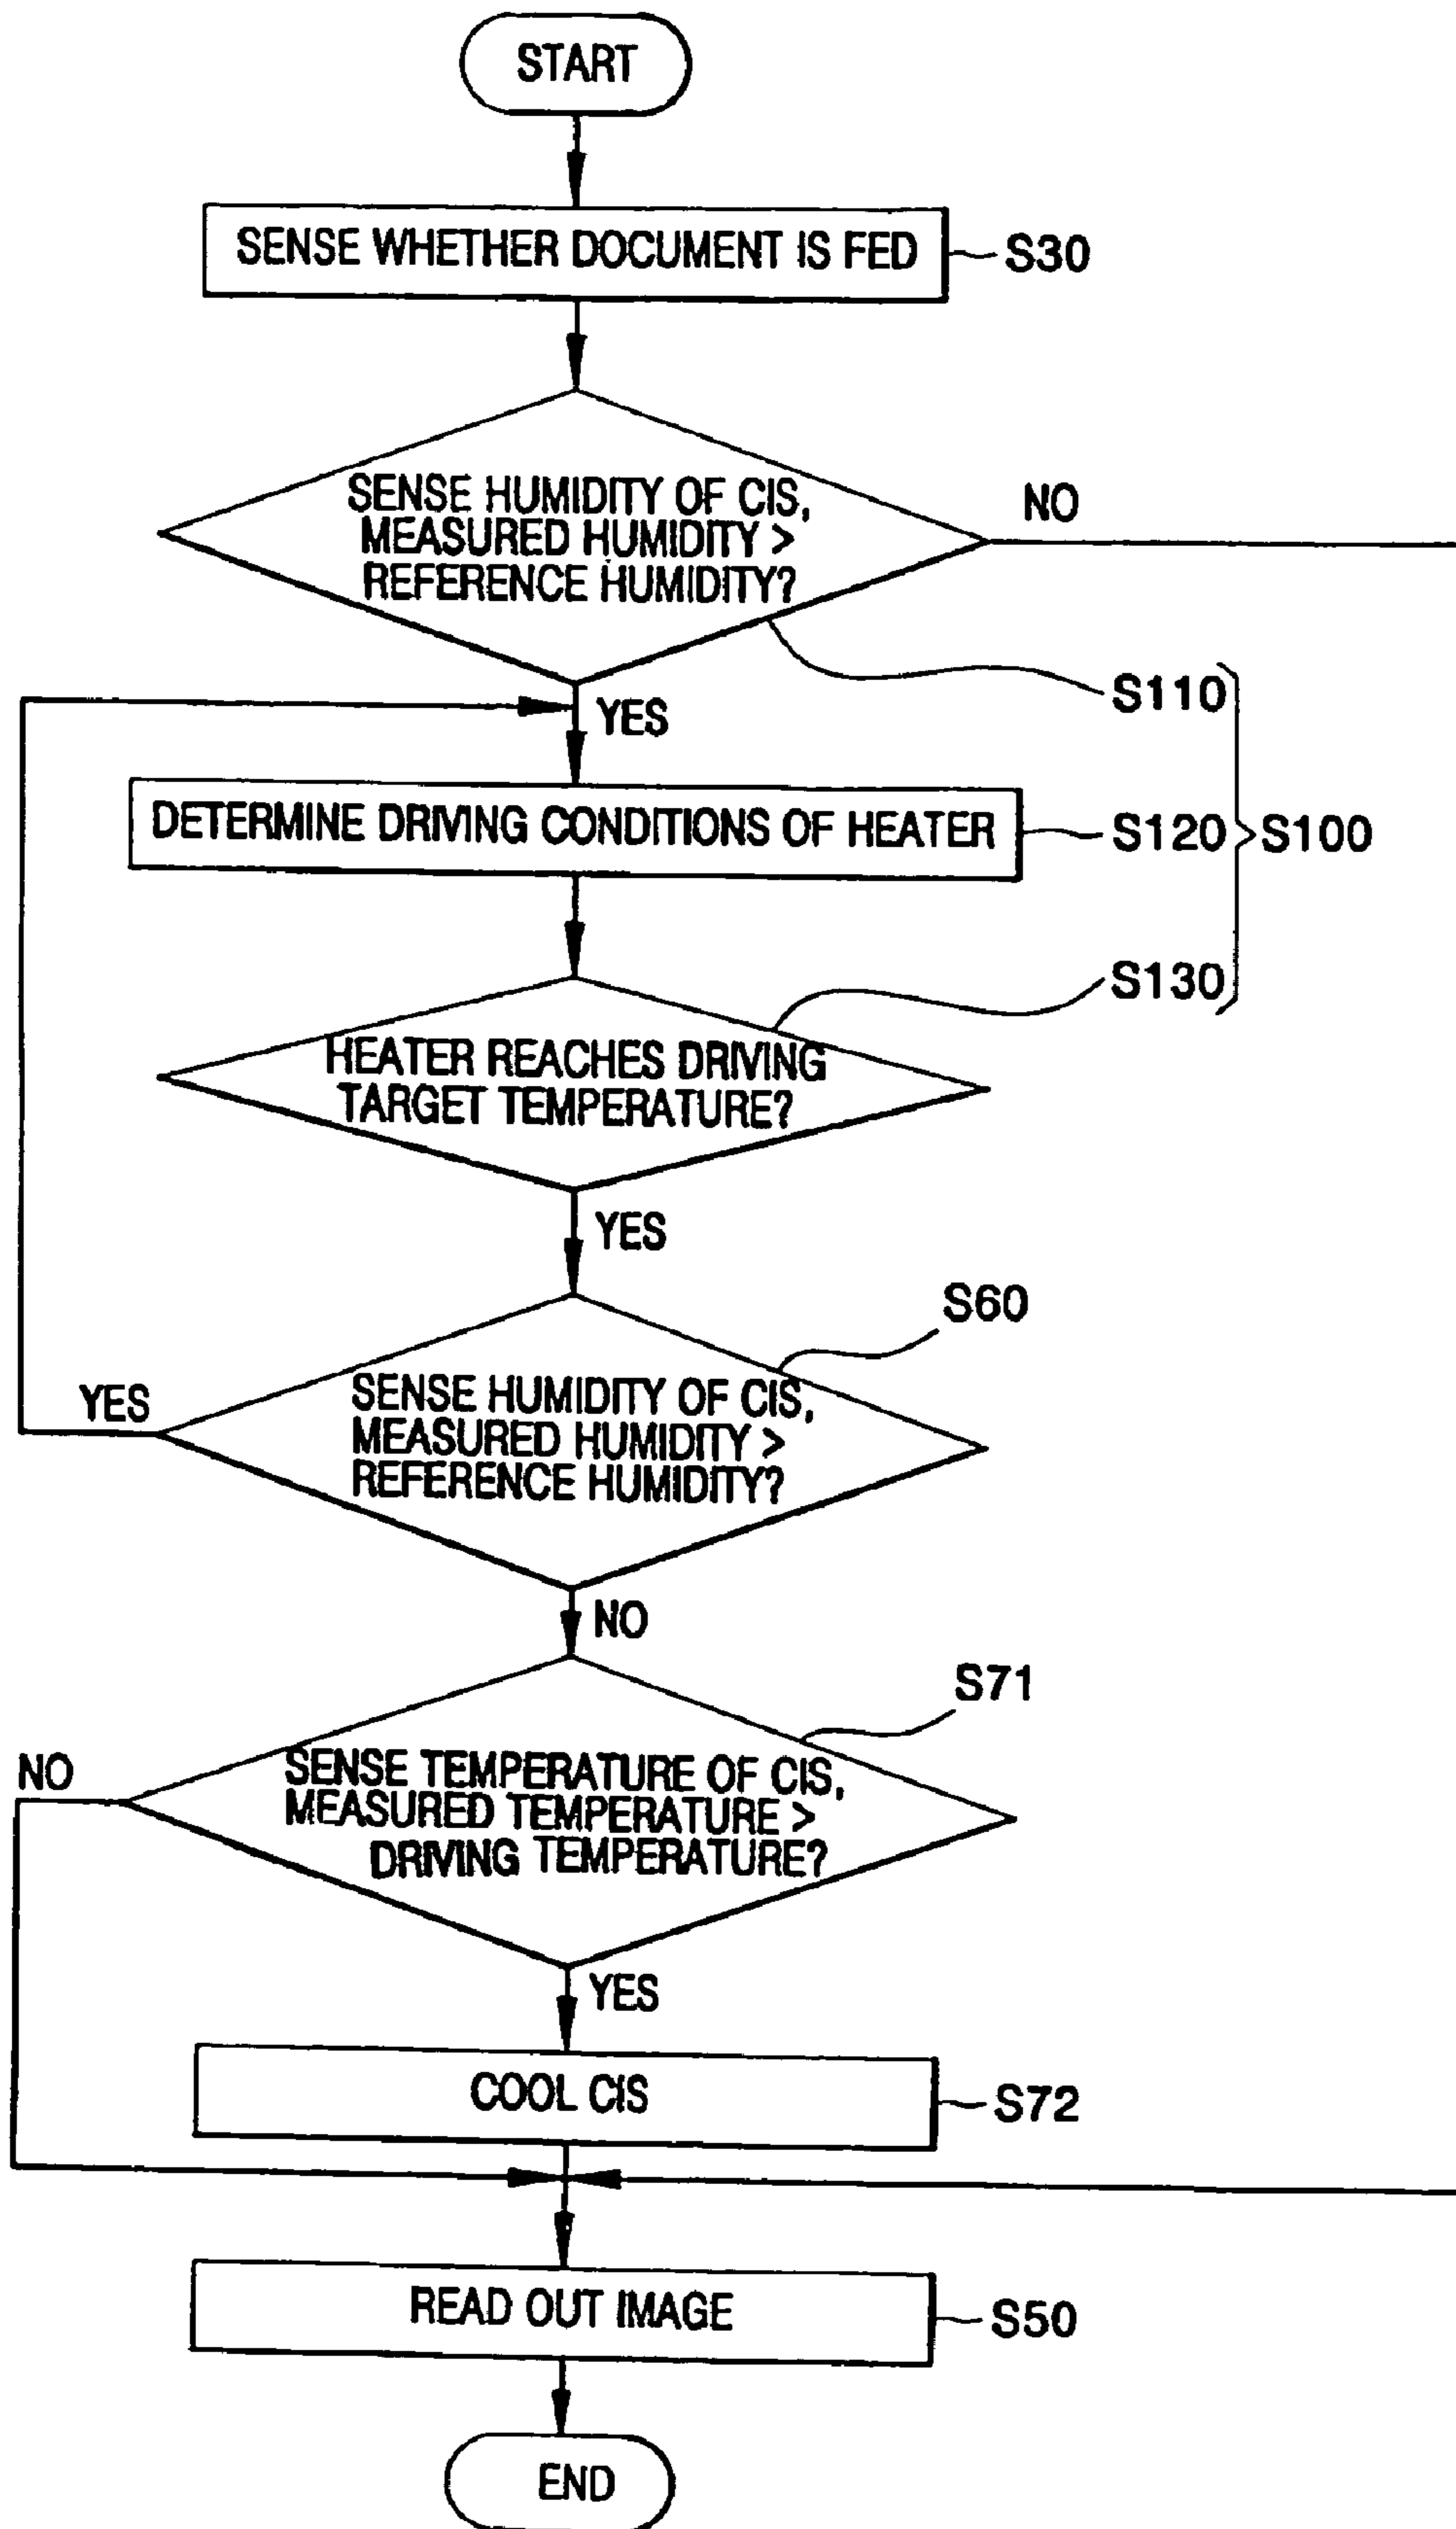 START
SENSE WHETHER DOCUMENT IS FED
S30
SENSE HUMIDITY OF CIS,
MEASURED HUMIDITY >
REFERENCE HUMIDITY?
NO
S110
YES
DETERMINE DRIVING CONDITIONS OF HEATER
S120
S100
S130
HEATER REACHES DRIVING
TARGET TEMPERATURE?
YES
S60
SENSE HUMIDITY OF CIS,
MEASURED HUMIDITY >
REFERENCE HUMIDITY?
YES
NO
S71
SENSE TEMPERATURE OF CIS,
MEASURED TEMPERATURE >
DRIVING TEMPERATURE?
NO
YES
COOL CIS
S72
READ OUT IMAGE
S50
END